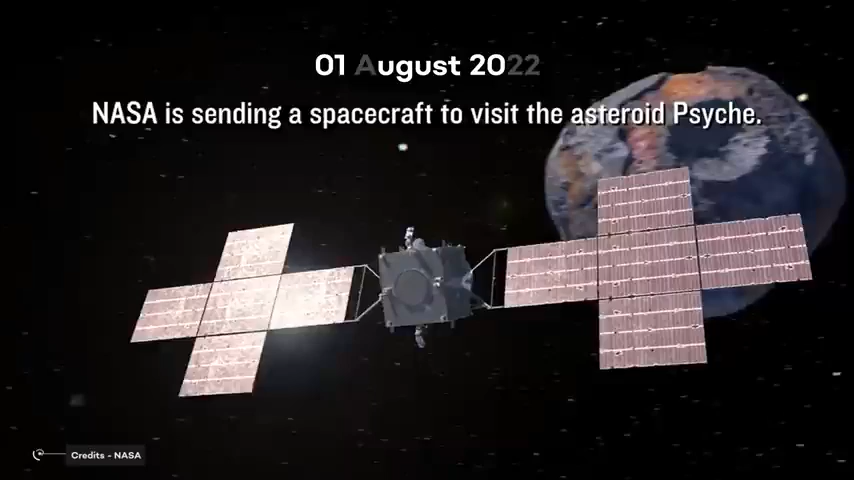 01 August 2022
NASA is sending a spacecraft to visit the asteroid Psyche.
Credits - NASA